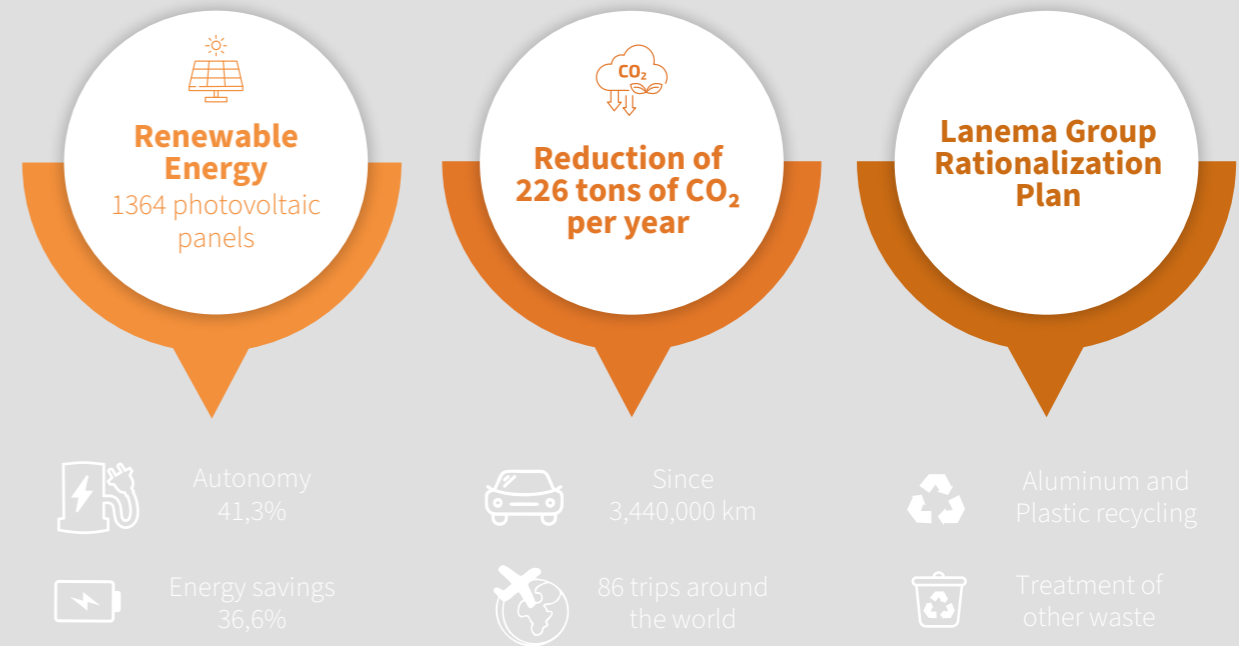 Renewable
Energy
1364 photovoltaic
panels
CO₂
Reduction of
226 tons of CO₂
per year
Lanema Group
Rationalization
Plan
Autonomy
41,3%
Energy savings
36,6%
Since
3,440,000 km
86 trips around
the world
Aluminum and
Plastic recycling
Treatment of
other waste